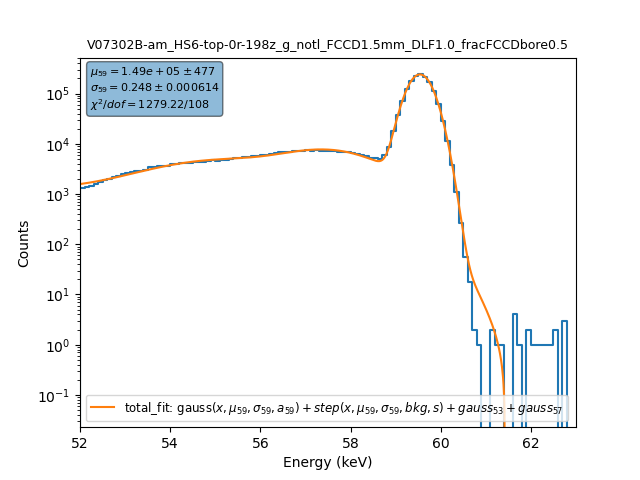 V07302B-am_HS6-top-0r-198z_g_notl_FCCD1.5mm_DLF1.0_fracFCCDbore0.5
μ₅₉ = 1.49e + 05 ± 477
σ₅₉ = 0.248 ± 0.000614
χ²/dof = 1279.22/108
10⁵
10⁴
10³
10²
10¹
10⁰
10⁻¹
Counts
total_fit: gauss(x, μ₅₉, σ₅₉, a₅₉) + step(x, μ₅₉, σ₅₉, bkg, s) + gauss₅₃ + gauss₅₇
52 54 56 58 60 62
Energy (keV)